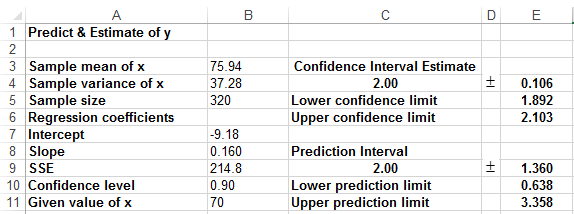 A B C D E
1 Predict & Estimate of y
2
3 Sample mean of x 75.94 Confidence Interval Estimate
4 Sample variance of x 37.28 2.00 ± 0.106
5 Sample size 320 Lower confidence limit 1.892
6 Regression coefficients Upper confidence limit 2.103
7 Intercept -9.18
8 Slope 0.160 Prediction Interval
9 SSE 214.8 2.00 ± 1.360
10 Confidence level 0.90 Lower prediction limit 0.638
11 Given value of x 70 Upper prediction limit 3.358